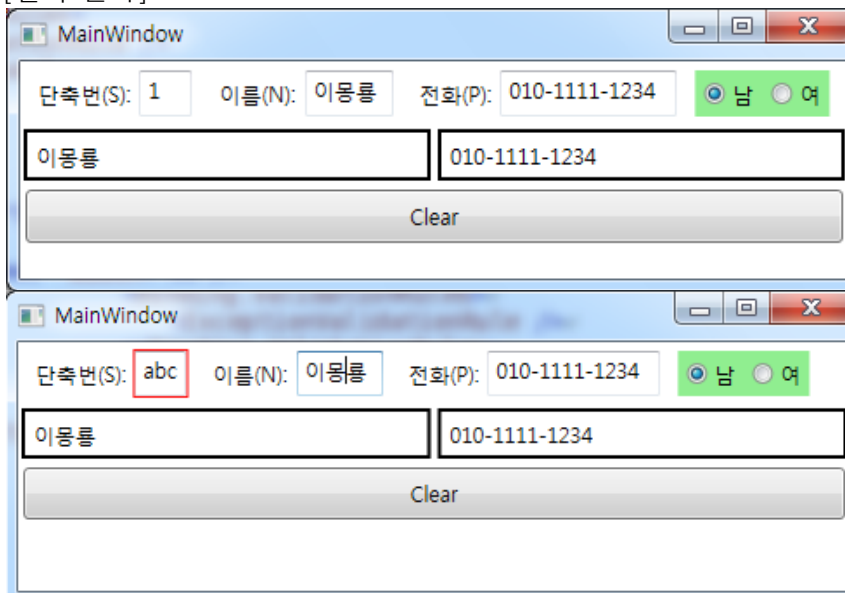 MainWindow
단축번(S): 1 이름(N): 이몽룡 전화(P): 010-1111-1234 남 여
이몽룡 010-1111-1234
Clear
MainWindow
단축번(S): abc 이름(N): 이몽룡 전화(P): 010-1111-1234 남 여
이몽룡 010-1111-1234
Clear